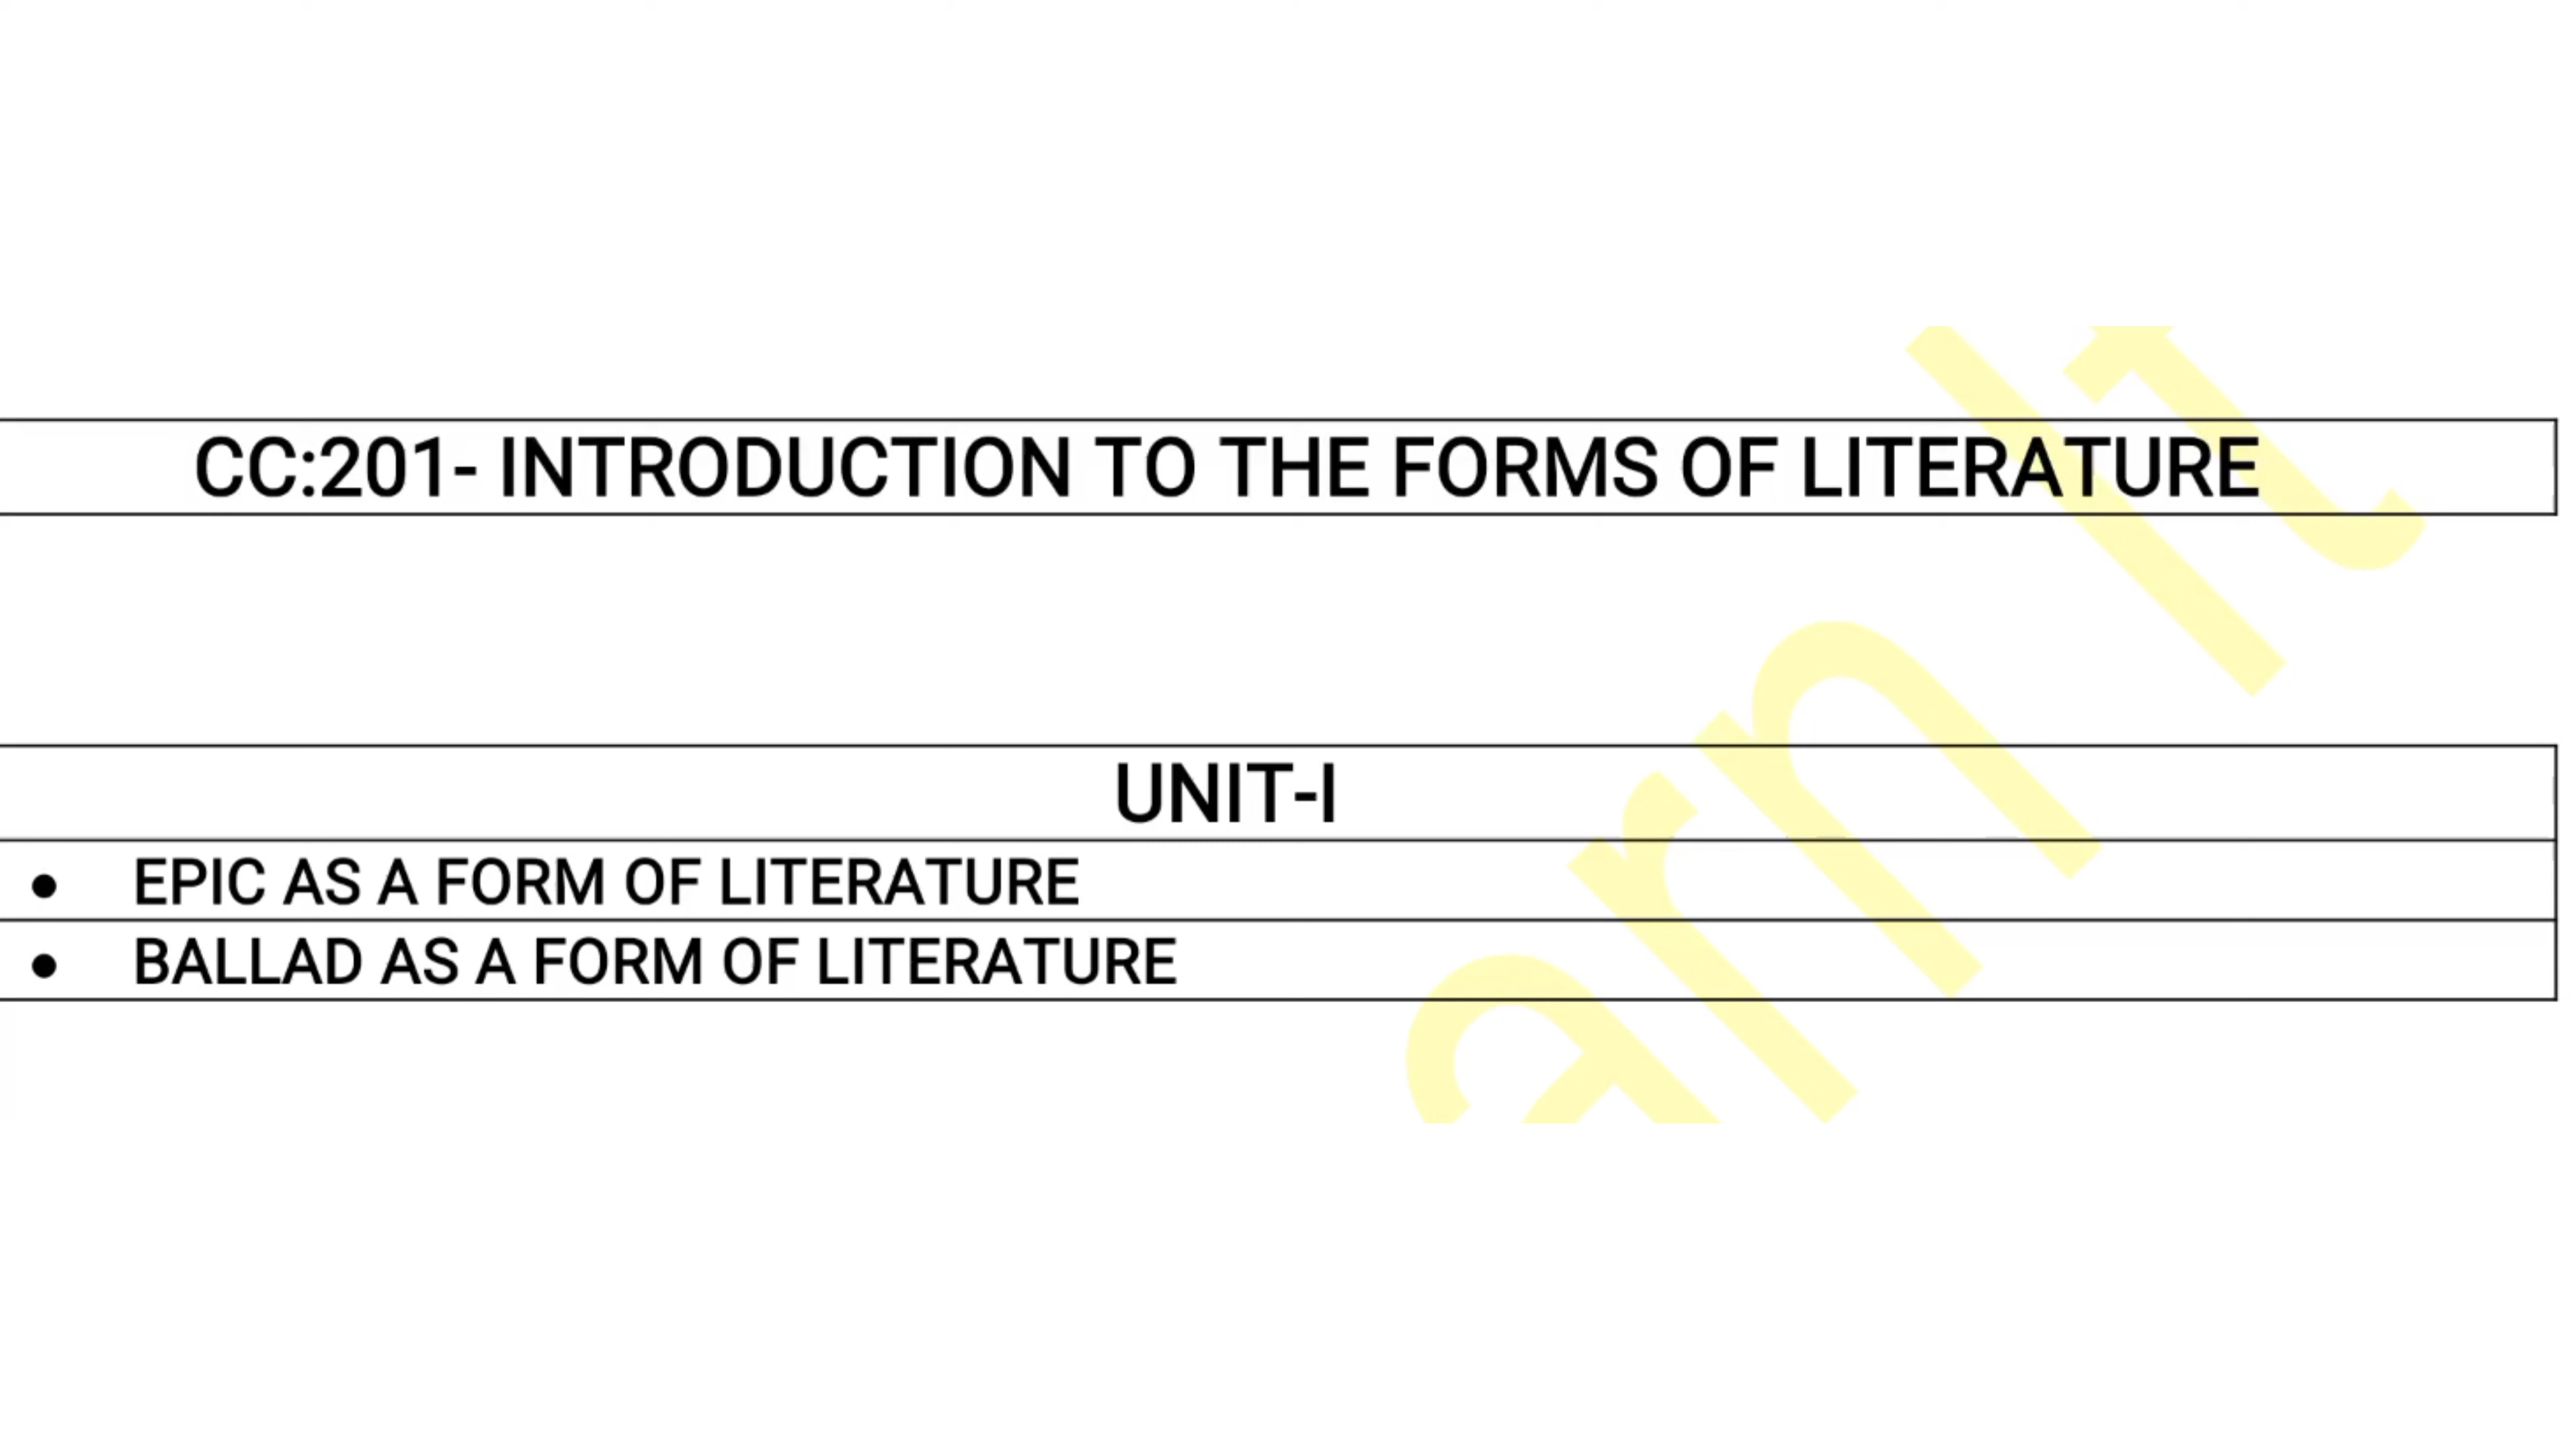 CC:201- INTRODUCTION TO THE FORMS OF LITERATURE
UNIT-I
• EPIC AS A FORM OF LITERATURE
• BALLAD AS A FORM OF LITERATURE